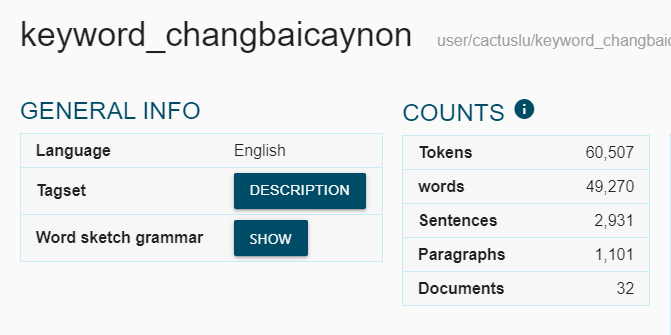 keyword_changbaicaynon user/cactuslu/keyword_changbaic
GENERAL INFO
Language English
Tagset DESCRIPTION
Word sketch grammar SHOW
COUNTS i
Tokens 60,507
words 49,270
Sentences 2,931
Paragraphs 1,101
Documents 32